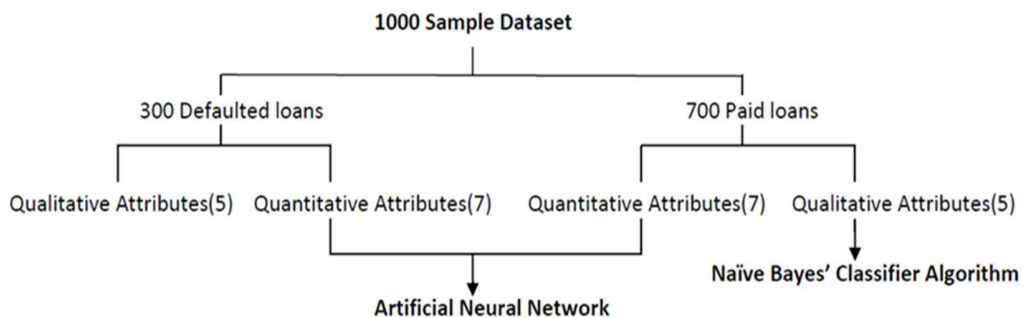 1000 Sample Dataset
300 Defaulted loans
700 Paid loans
Qualitative Attributes(5)
Quantitative Attributes(7)
Quantitative Attributes(7)
Qualitative Attributes(5)
Naïve Bayes’ Classifier Algorithm
Artificial Neural Network